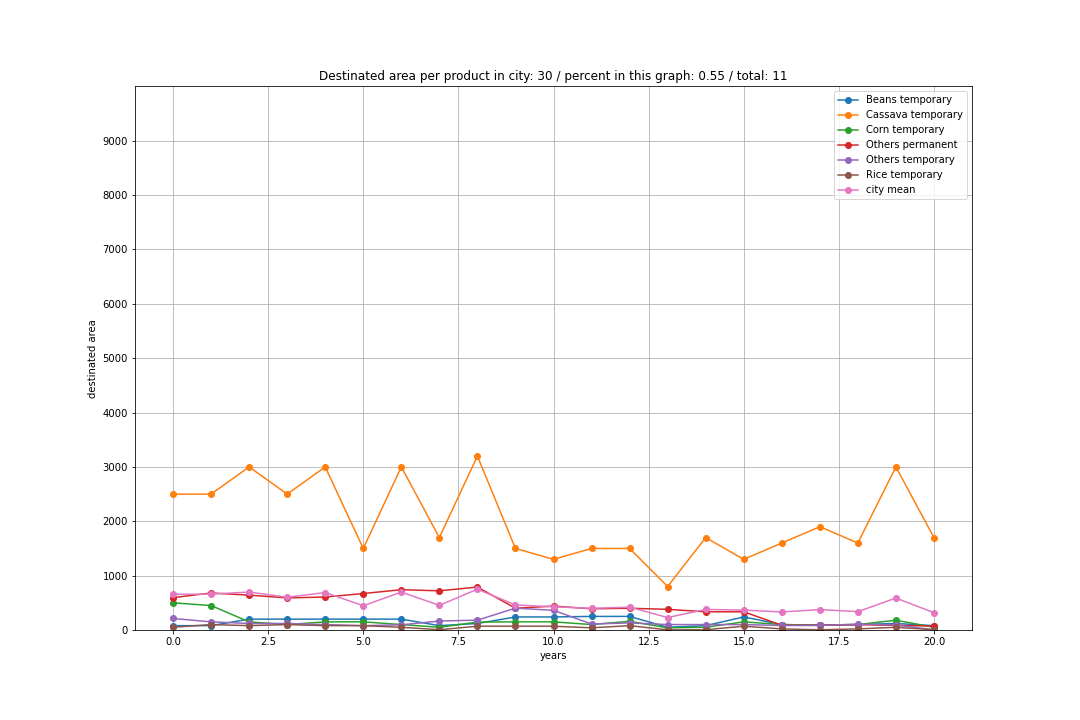 Destinated area per product in city: 30 / percent in this graph: 0.55 / total: 11
Beans temporary
Cassava temporary
Corn temporary
Others permanent
Others temporary
Rice temporary
city mean
9000
8000
7000
6000
5000
4000
3000
2000
1000
0
destinated area
0.0
2.5
5.0
7.5
10.0
12.5
15.0
17.5
20.0
years